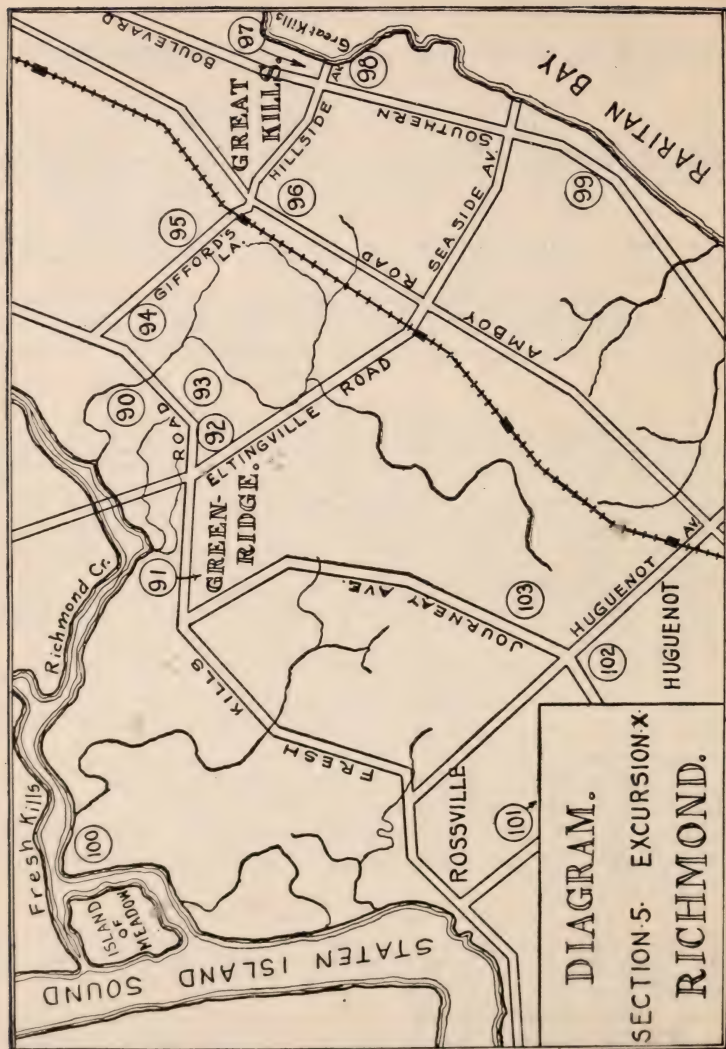 DIAGRAM.
SECTION·5· EXCURSION·X·
RICHMOND.
Fresh Kills
ISLAND
OF
MEADOW
STATEN ISLAND SOUND
100
Richmond Cr.
91
GREEN-
RIDGE.
FRESH
KILLS
ROAD
90
92
93
94
95
GIFFORD'S
LA.
ELTINGVILLE ROAD
JOURNEAY AVE.
103
102
HUGUENOT AV.
HUGUENOT
ROSSVILLE
101
GREAT
KILLS.
HILLSIDE AV.
96
97
98
Great Kills
SOUTHERN BOULEVARD
SEASIDE AV.
AMBOY ROAD
99
RARITAN BAY.